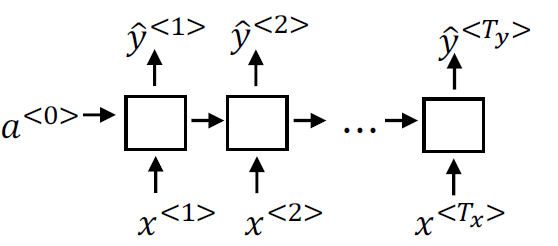 ŷ<1> ŷ<2> ŷ<Ty>
a<0> ...
x<1> x<2> x<Tx>